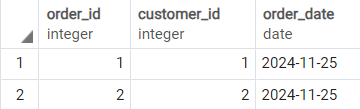 order_id customer_id order_date
integer integer date
1 1 1 2024-11-25
2 2 2 2024-11-25